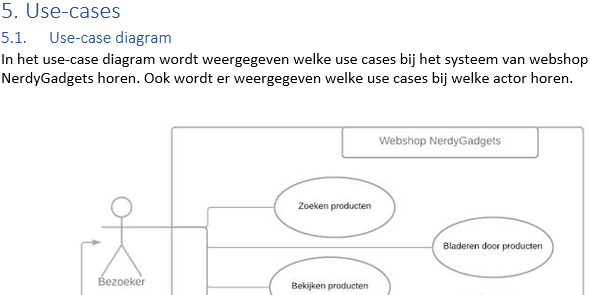 5. Use-cases
5.1. Use-case diagram
In het use-case diagram wordt weergegeven welke use cases bij het systeem van webshop
NerdyGadgets horen. Ook wordt er weergegeven welke use cases bij welke actor horen.
Webshop NerdyGadgets
Zoeken producten
Bladeren door producten
Bezoeker
Bekijken producten